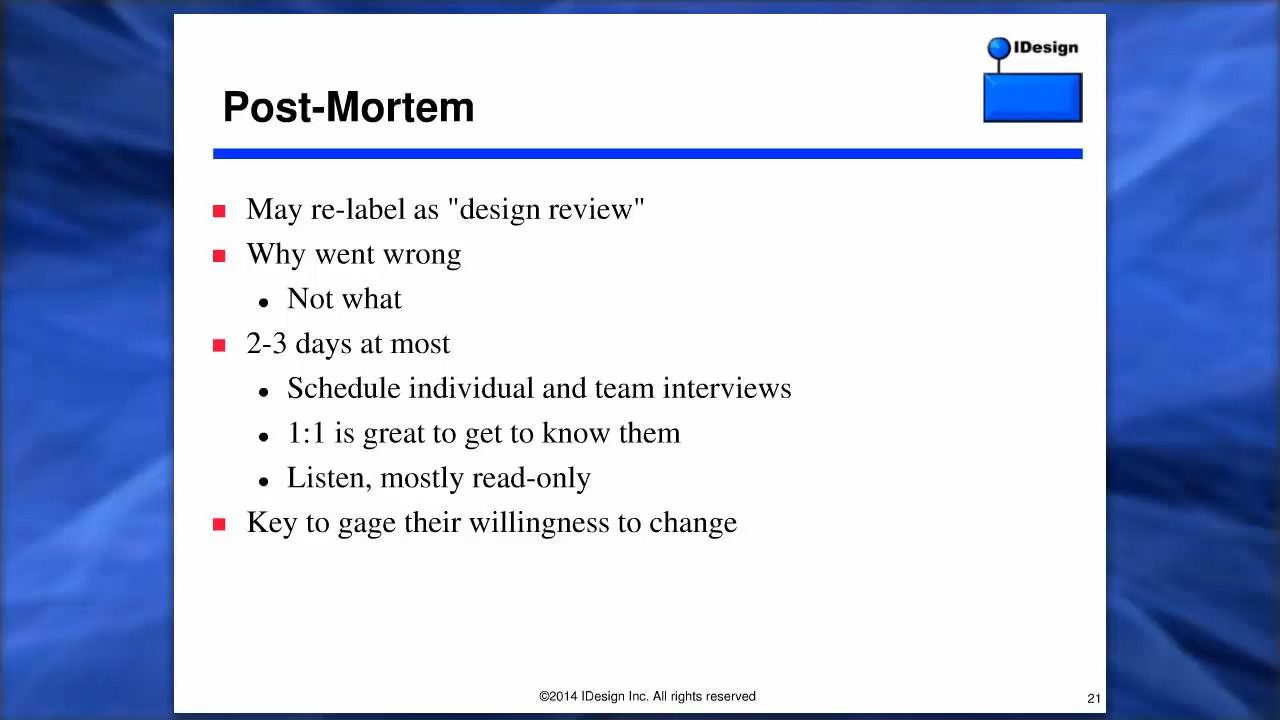 IDesign
Post-Mortem
May re-label as "design review"
Why went wrong
Not what
2-3 days at most
Schedule individual and team interviews
1:1 is great to get to know them
Listen, mostly read-only
Key to gage their willingness to change
©2014 IDesign Inc. All rights reserved
21